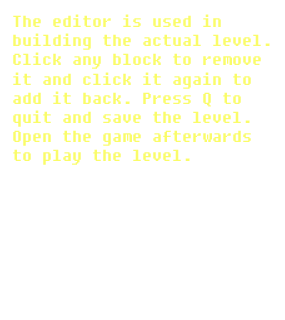 The editor is used in
building the actual level.
Click any block to remove
it and click it again to
add it back. Press Q to
quit and save the level.
Open the game afterwards
to play the level.